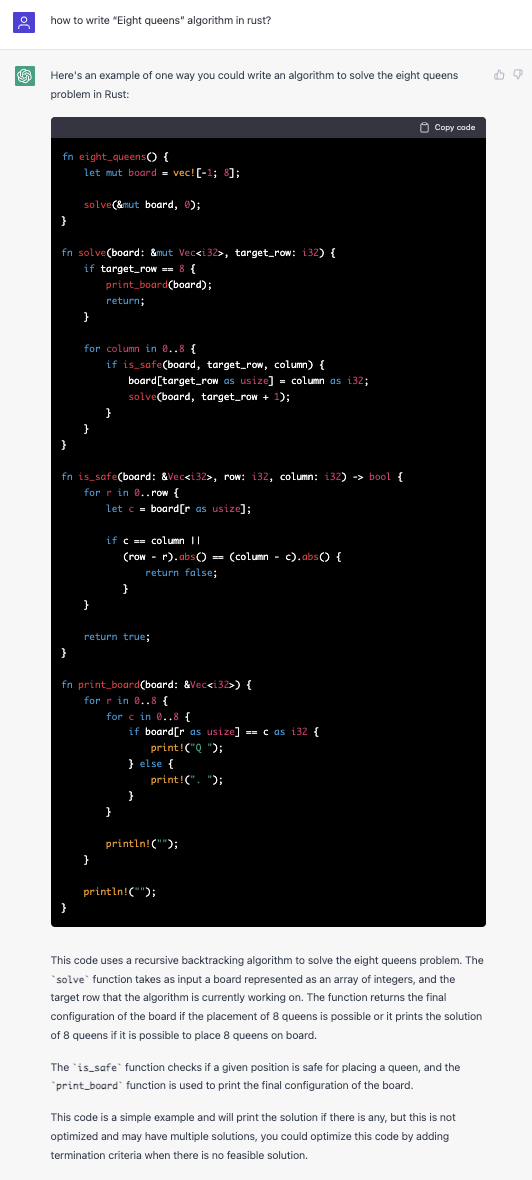 how to write “Eight queens” algorithm in rust?
Here's an example of one way you could write an algorithm to solve the eight queens
problem in Rust:
Copy code
fn eight_queens() {
    let mut board = vec![-1; 8];

    solve(&mut board, 0);
}

fn solve(board: &mut Vec<i32>, target_row: i32) {
    if target_row == 8 {
        print_board(board);
        return;
    }

    for column in 0..8 {
        if is_safe(board, target_row, column) {
            board[target_row as usize] = column as i32;
            solve(board, target_row + 1);
        }
    }
}

fn is_safe(board: &Vec<i32>, row: i32, column: i32) -> bool {
    for r in 0..row {
        let c = board[r as usize];

        if c == column ||
           (row - r).abs() == (column - c).abs() {
               return false;
           }
    }

    return true;
}

fn print_board(board: &Vec<i32>) {
    for r in 0..8 {
        for c in 0..8 {
            if board[r as usize] == c as i32 {
                print!("Q ");
            } else {
                print!(". ");
            }
        }

        println!("");
    }

    println!("");
}
This code uses a recursive backtracking algorithm to solve the eight queens problem. The
`solve` function takes as input a board represented as an array of integers, and the
target row that the algorithm is currently working on. The function returns the final
configuration of the board if the placement of 8 queens is possible or it prints the solution
of 8 queens if it is possible to place 8 queens on board.
The `is_safe` function checks if a given position is safe for placing a queen, and the
`print_board` function is used to print the final configuration of the board.
This code is a simple example and will print the solution if there is any, but this is not
optimized and may have multiple solutions, you could optimize this code by adding
termination criteria when there is no feasible solution.